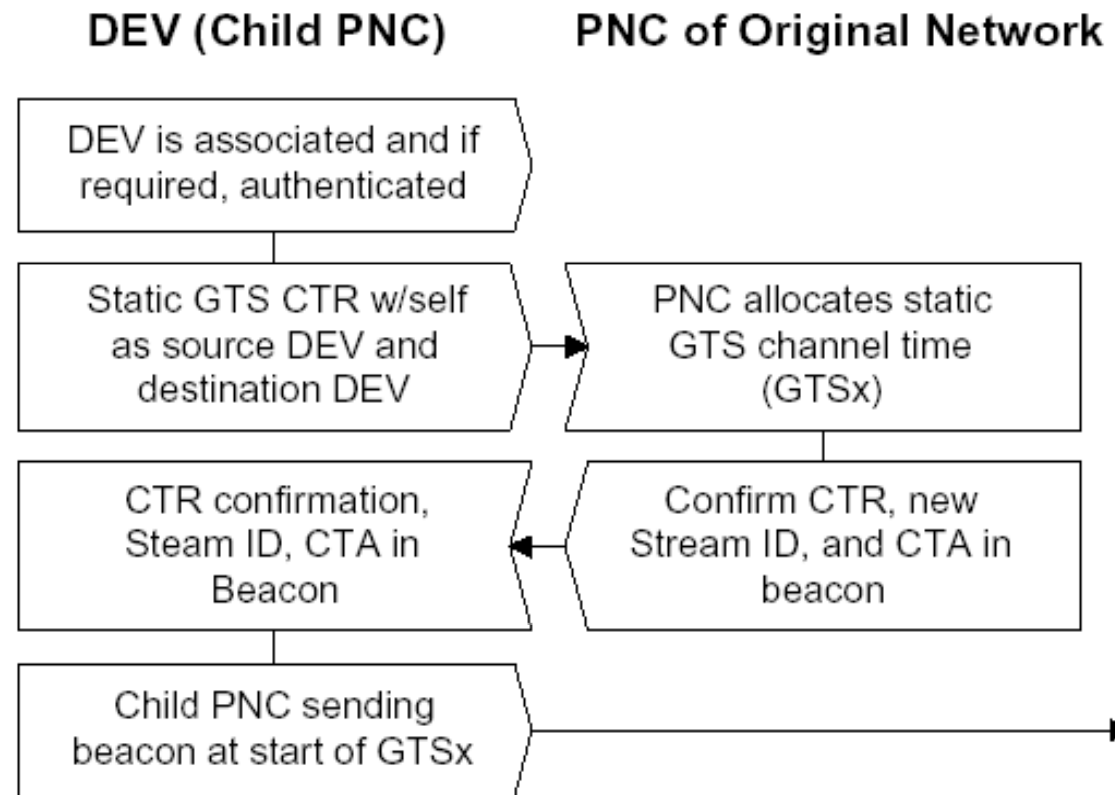 DEV (Child PNC)
PNC of Original Network
DEV is associated and if
required, authenticated
Static GTS CTR w/self
as source DEV and
destination DEV
PNC allocates static
GTS channel time
(GTSx)
CTR confirmation,
Steam ID, CTA in
Beacon
Confirm CTR, new
Stream ID, and CTA in
beacon
Child PNC sending
beacon at start of GTSx